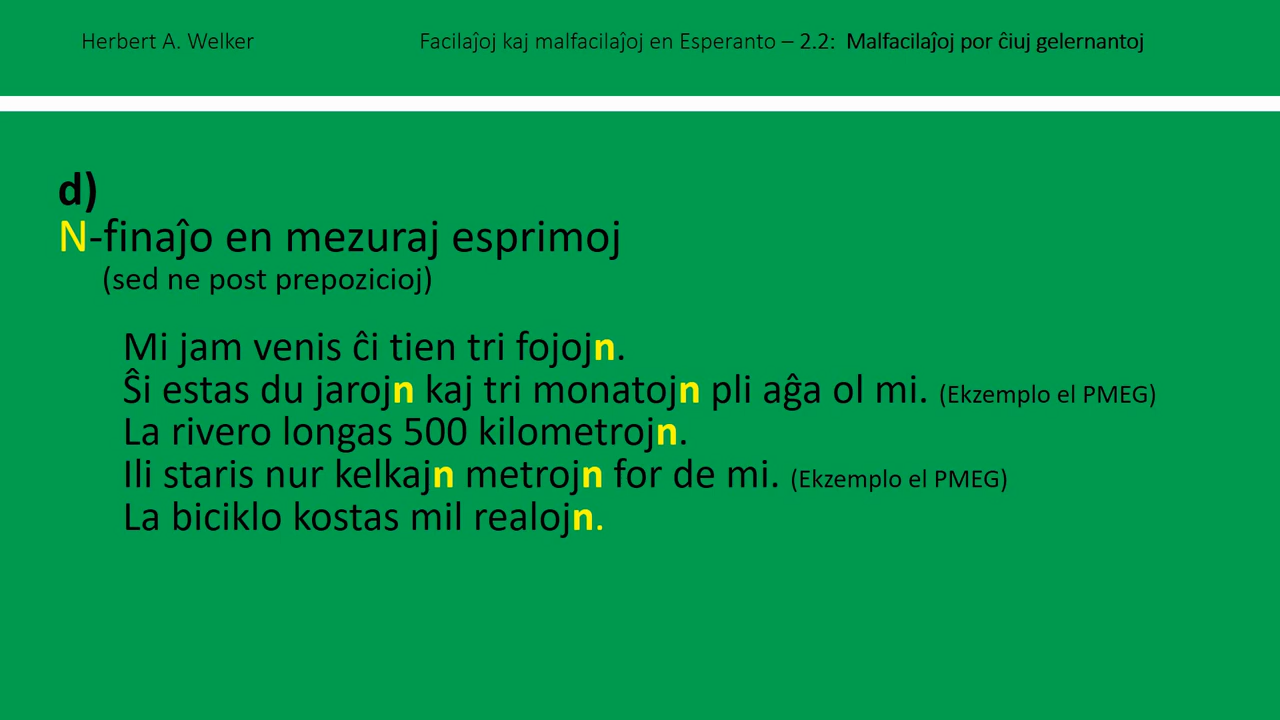 Herbert A. Welker
Facilaĵoj kaj malfacilaĵoj en Esperanto – 2.2: Malfacilaĵoj por ĉiuj gelernantoj
d)
N-finaĵo en mezuraj esprimoj
(sed ne post prepozicioj)
Mi jam venis ĉi tien tri fojojn.
Ŝi estas du jarojn kaj tri monatojn pli aĝa ol mi. (Ekzemplo el PMEG)
La rivero longas 500 kilometrojn.
Ili staris nur kelkajn metrojn for de mi. (Ekzemplo el PMEG)
La biciklo kostas mil realojn.